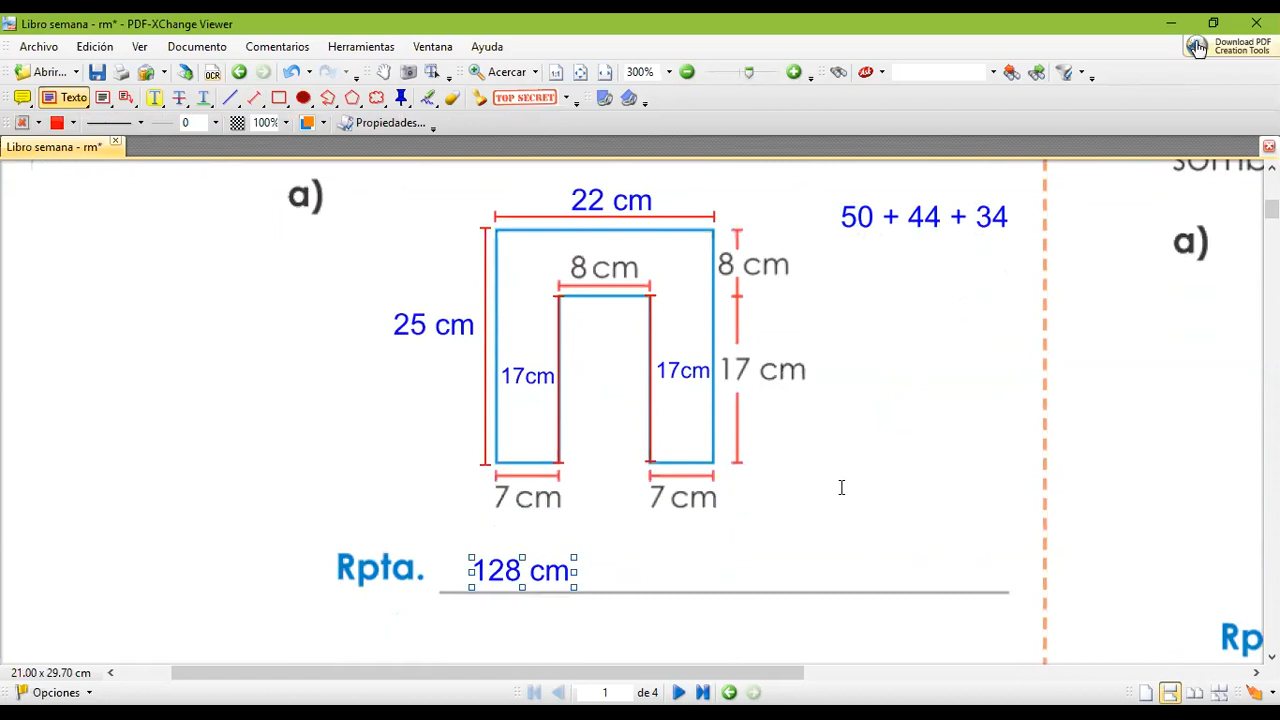 Libro semana - rm* - PDF-XChange Viewer
Archivo Edición Ver Documento Comentarios Herramientas Ventana Ayuda
Download PDF
Creation Tools
Abrir... OCR Acercar 300%
Texto TOP SECRET
0 100% Propiedades...
Libro semana - rm*
a)
22 cm
50 + 44 + 34
8 cm
8 cm
25 cm
17cm
17cm
17 cm
7 cm
7 cm
Rpta. 128 cm
a)
Rp
21.00 x 29.70 cm
Opciones
1 de 4